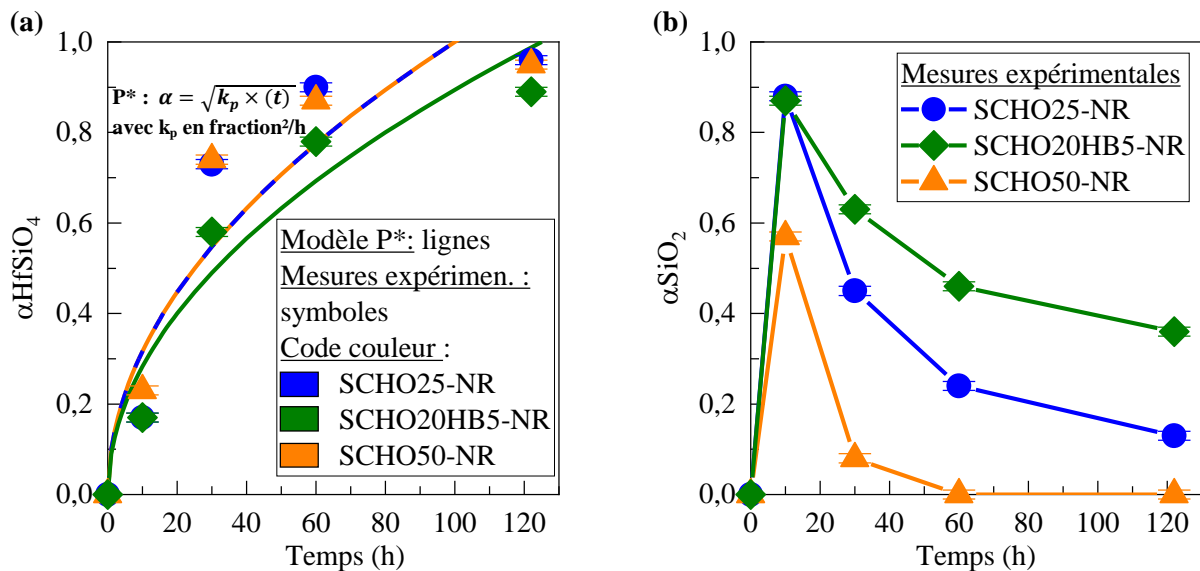 (a)
1,0
0,8
0,6
0,4
0,2
0,0
αHfSiO₄
P* : α = √(k_p × (t))
avec k_p en fraction²/h
Modèle P*: lignes
Mesures expérimen. :
symboles
Code couleur :
SCHO25-NR
SCHO20HB5-NR
SCHO50-NR
0 20 40 60 80 100 120
Temps (h)
(b)
1,0
0,8
0,6
0,4
0,2
0,0
αSiO₂
Mesures expérimentales
SCHO25-NR
SCHO20HB5-NR
SCHO50-NR
0 20 40 60 80 100 120
Temps (h)